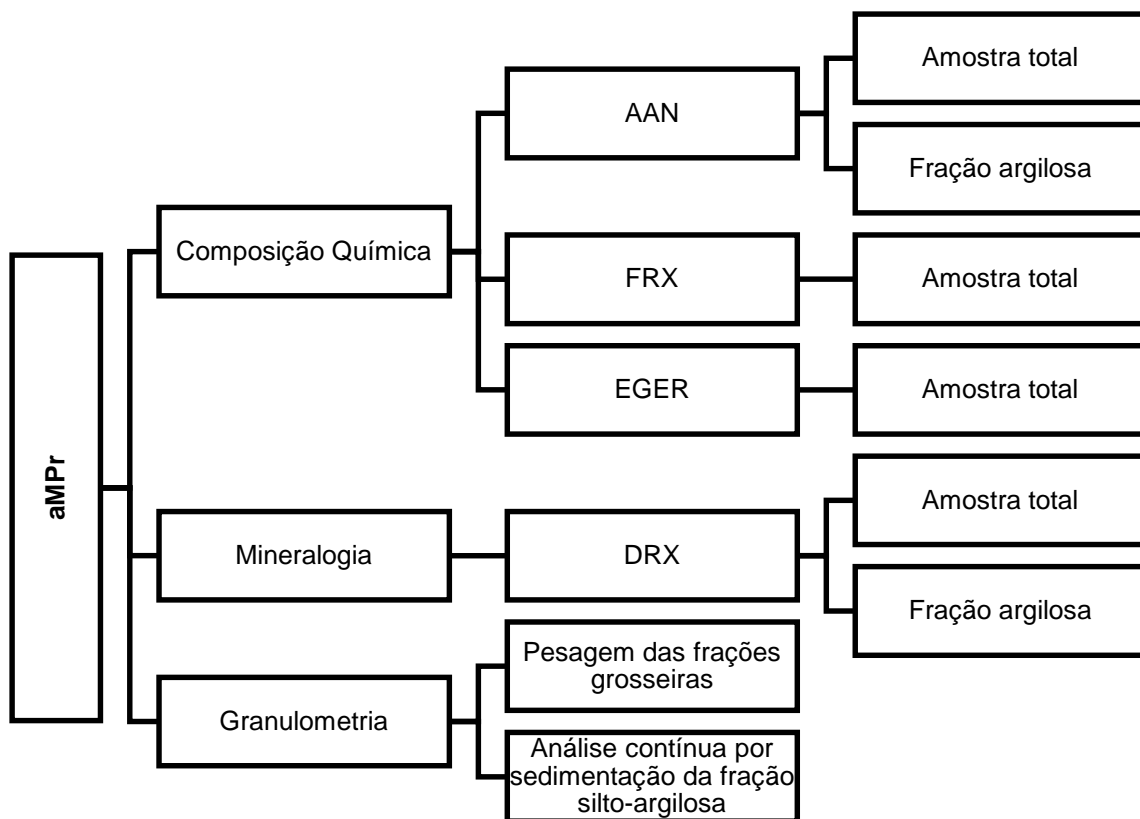 aMPr
Composição Química
AAN
Amostra total
Fração argilosa
FRX
Amostra total
EGER
Amostra total
Mineralogia
DRX
Amostra total
Fração argilosa
Granulometria
Pesagem das frações
grosseiras
Análise contínua por
sedimentação da fração
silto-argilosa